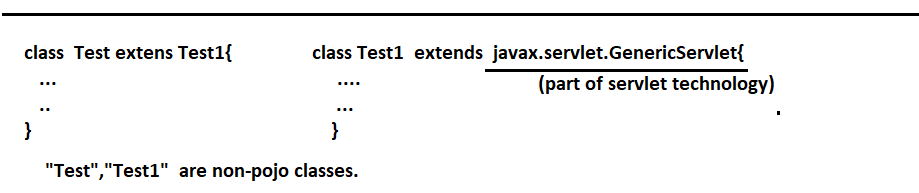 class  Test extens Test1{
...
..
}
class Test1  extends  javax.servlet.GenericServlet{
(part of servlet technology)
....
...
}
.
"Test","Test1"  are non-pojo classes.